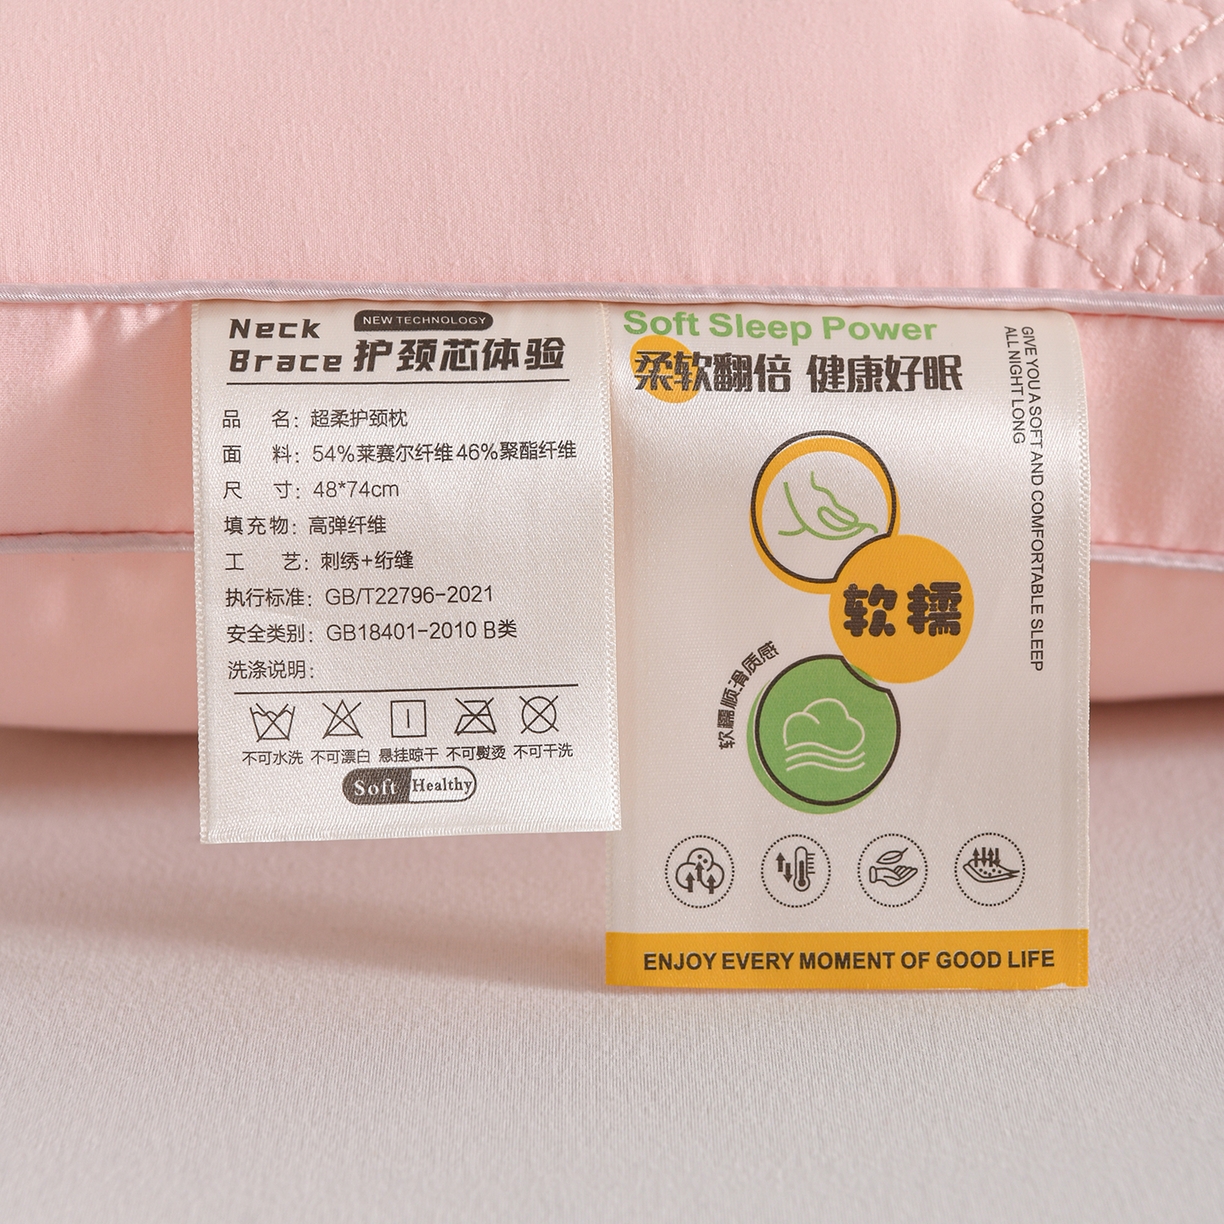 Neck
Brace
NEW TECHNOLOGY
护颈芯体验
品 名：超柔护颈枕
面 料：54%莱赛尔纤维46%聚酯纤维
尺 寸：48*74cm
填充物：高弹纤维
工 艺：刺绣+绗缝
执行标准：GB/T22796-2021
安全类别：GB18401-2010 B类
洗涤说明：
不可水洗 不可漂白 悬挂晾干 不可熨烫 不可干洗
Soft Healthy
Soft Sleep Power
柔软翻倍 健康好眠
GIVE YOU A SOFT AND COMFORTABLE SLEEP
ALL NIGHT LONG
软糯
软糯顺滑质感
ENJOY EVERY MOMENT OF GOOD LIFE